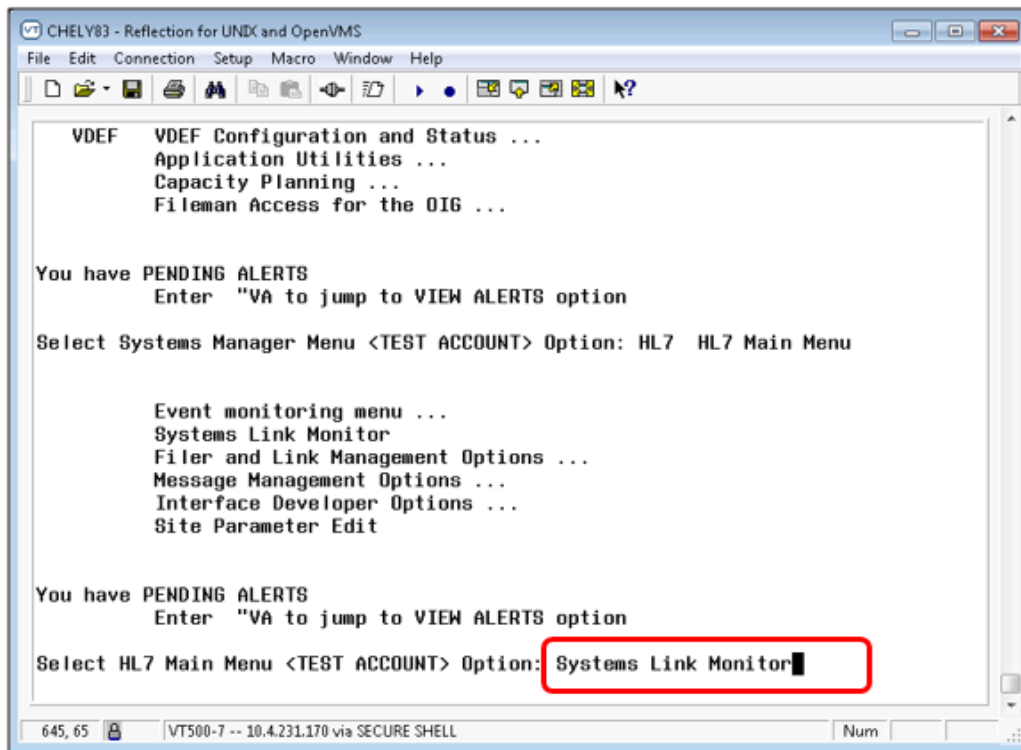 CHELY83 - Reflection for UNIX and OpenVMS
File Edit Connection Setup Macro Window Help
VDEF VDEF Configuration and Status ...
Application Utilities ...
Capacity Planning ...
Fileman Access for the OIG ...
You have PENDING ALERTS
Enter "VA to jump to VIEW ALERTS option
Select Systems Manager Menu <TEST ACCOUNT> Option: HL7 HL7 Main Menu
Event monitoring menu ...
Systems Link Monitor
Filer and Link Management Options ...
Message Management Options ...
Interface Developer Options ...
Site Parameter Edit
You have PENDING ALERTS
Enter "VA to jump to VIEW ALERTS option
Select HL7 Main Menu <TEST ACCOUNT> Option: Systems Link Monitor
645, 65 VT500-7 -- 10.4.231.170 via SECURE SHELL Num